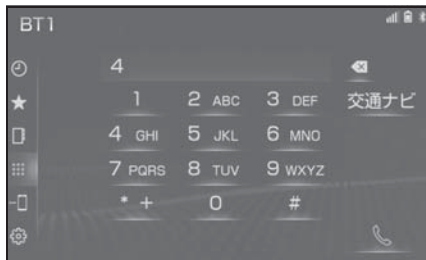 BT1
4
1 2 ABC 3 DEF 交通ナビ
4 GHI 5 JKL 6 MNO
7 PQRS 8 TUV 9 WXYZ
* + 0 #